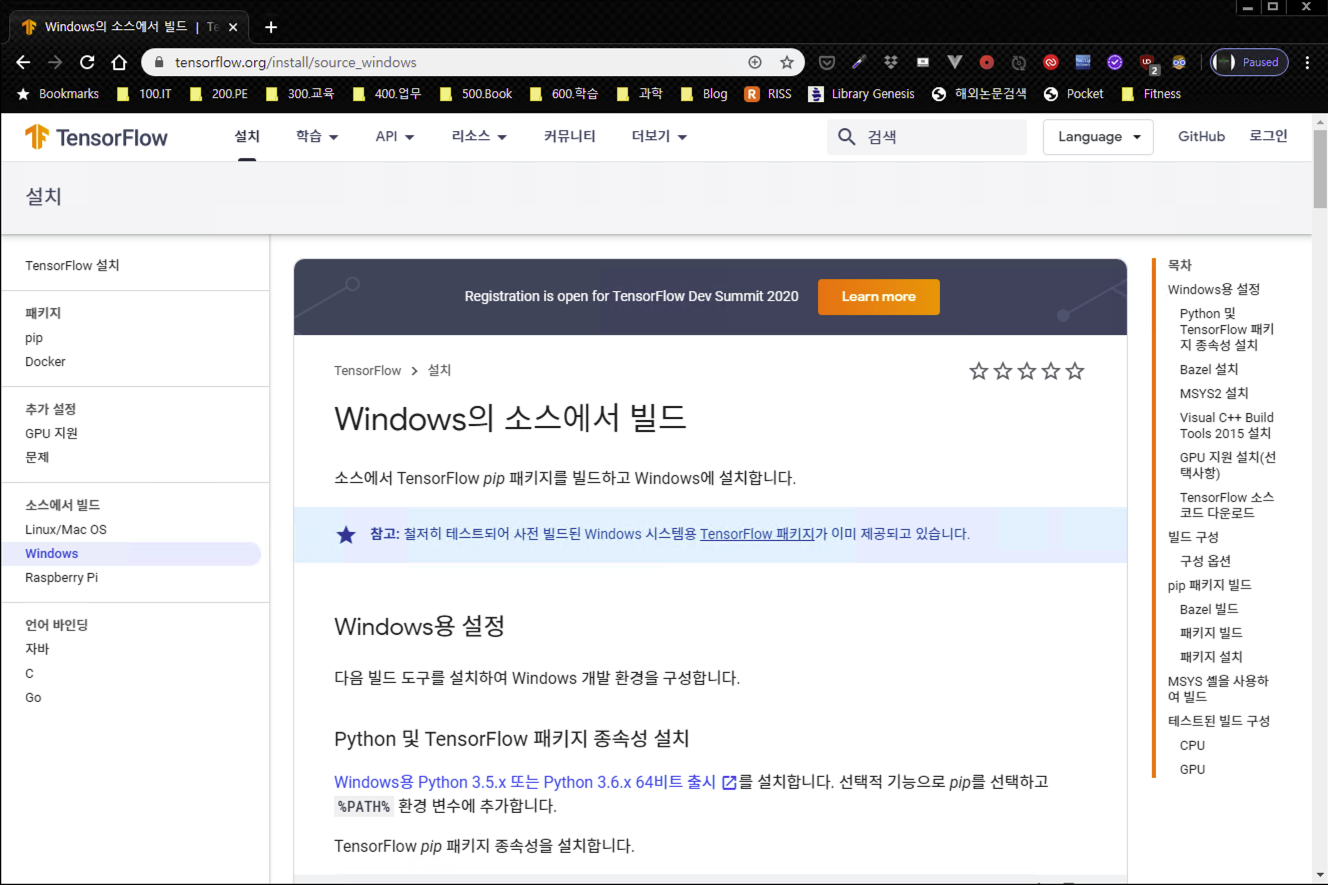 Windows의 소스에서 빌드 | Te
tensorflow.org/install/source_windows
2
Paused
Bookmarks 100.IT 200.PE 300.교육 400.업무 500.Book 600.학습 과학 Blog RISS Library Genesis 해외논문검색 Pocket Fitness
TensorFlow 설치 학습 API 리소스 커뮤니티 더보기 검색 Language GitHub 로그인
설치
TensorFlow 설치
패키지
pip
Docker
추가 설정
GPU 지원
문제
소스에서 빌드
Linux/Mac OS
Windows
Raspberry Pi
언어 바인딩
자바
C
Go
Registration is open for TensorFlow Dev Summit 2020 Learn more
TensorFlow 설치
Windows의 소스에서 빌드
소스에서 TensorFlow pip 패키지를 빌드하고 Windows에 설치합니다.
참고: 철저히 테스트되어 사전 빌드된 Windows 시스템용 TensorFlow 패키지가 이미 제공되고 있습니다.
Windows용 설정
다음 빌드 도구를 설치하여 Windows 개발 환경을 구성합니다.
Python 및 TensorFlow 패키지 종속성 설치
Windows용 Python 3.5.x 또는 Python 3.6.x 64비트 출시 를 설치합니다. 선택적 기능으로 pip를 선택하고
%PATH% 환경 변수에 추가합니다.
TensorFlow pip 패키지 종속성을 설치합니다.
목차
Windows용 설정
Python 및
TensorFlow 패키
지 종속성 설치
Bazel 설치
MSYS2 설치
Visual C++ Build
Tools 2015 설치
GPU 지원 설치(선
택사항)
TensorFlow 소스
코드 다운로드
빌드 구성
구성 옵션
pip 패키지 빌드
Bazel 빌드
패키지 빌드
패키지 설치
MSYS 셸을 사용하
여 빌드
테스트된 빌드 구성
CPU
GPU